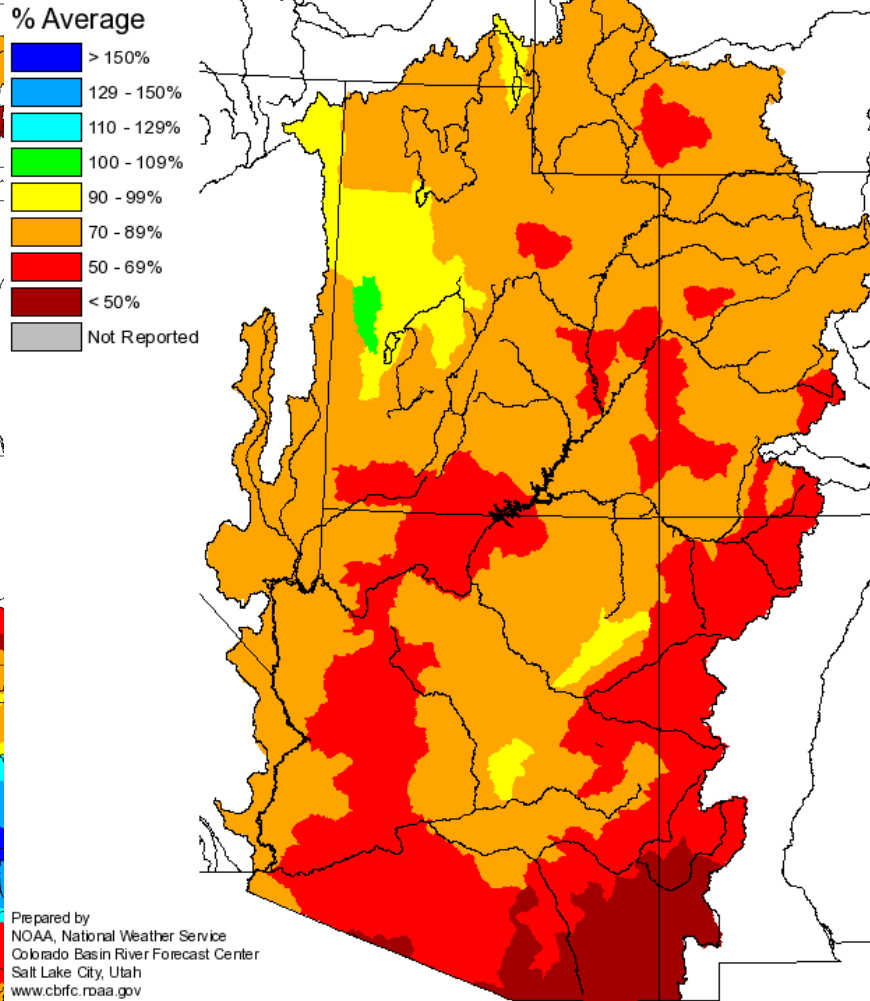 % Average
> 150%
129 - 150%
110 - 129%
100 - 109%
90 - 99%
70 - 89%
50 - 69%
< 50%
Not Reported
Prepared by
NOAA, National Weather Service
Colorado Basin River Forecast Center
Salt Lake City, Utah
www.cbrfc.noaa.gov